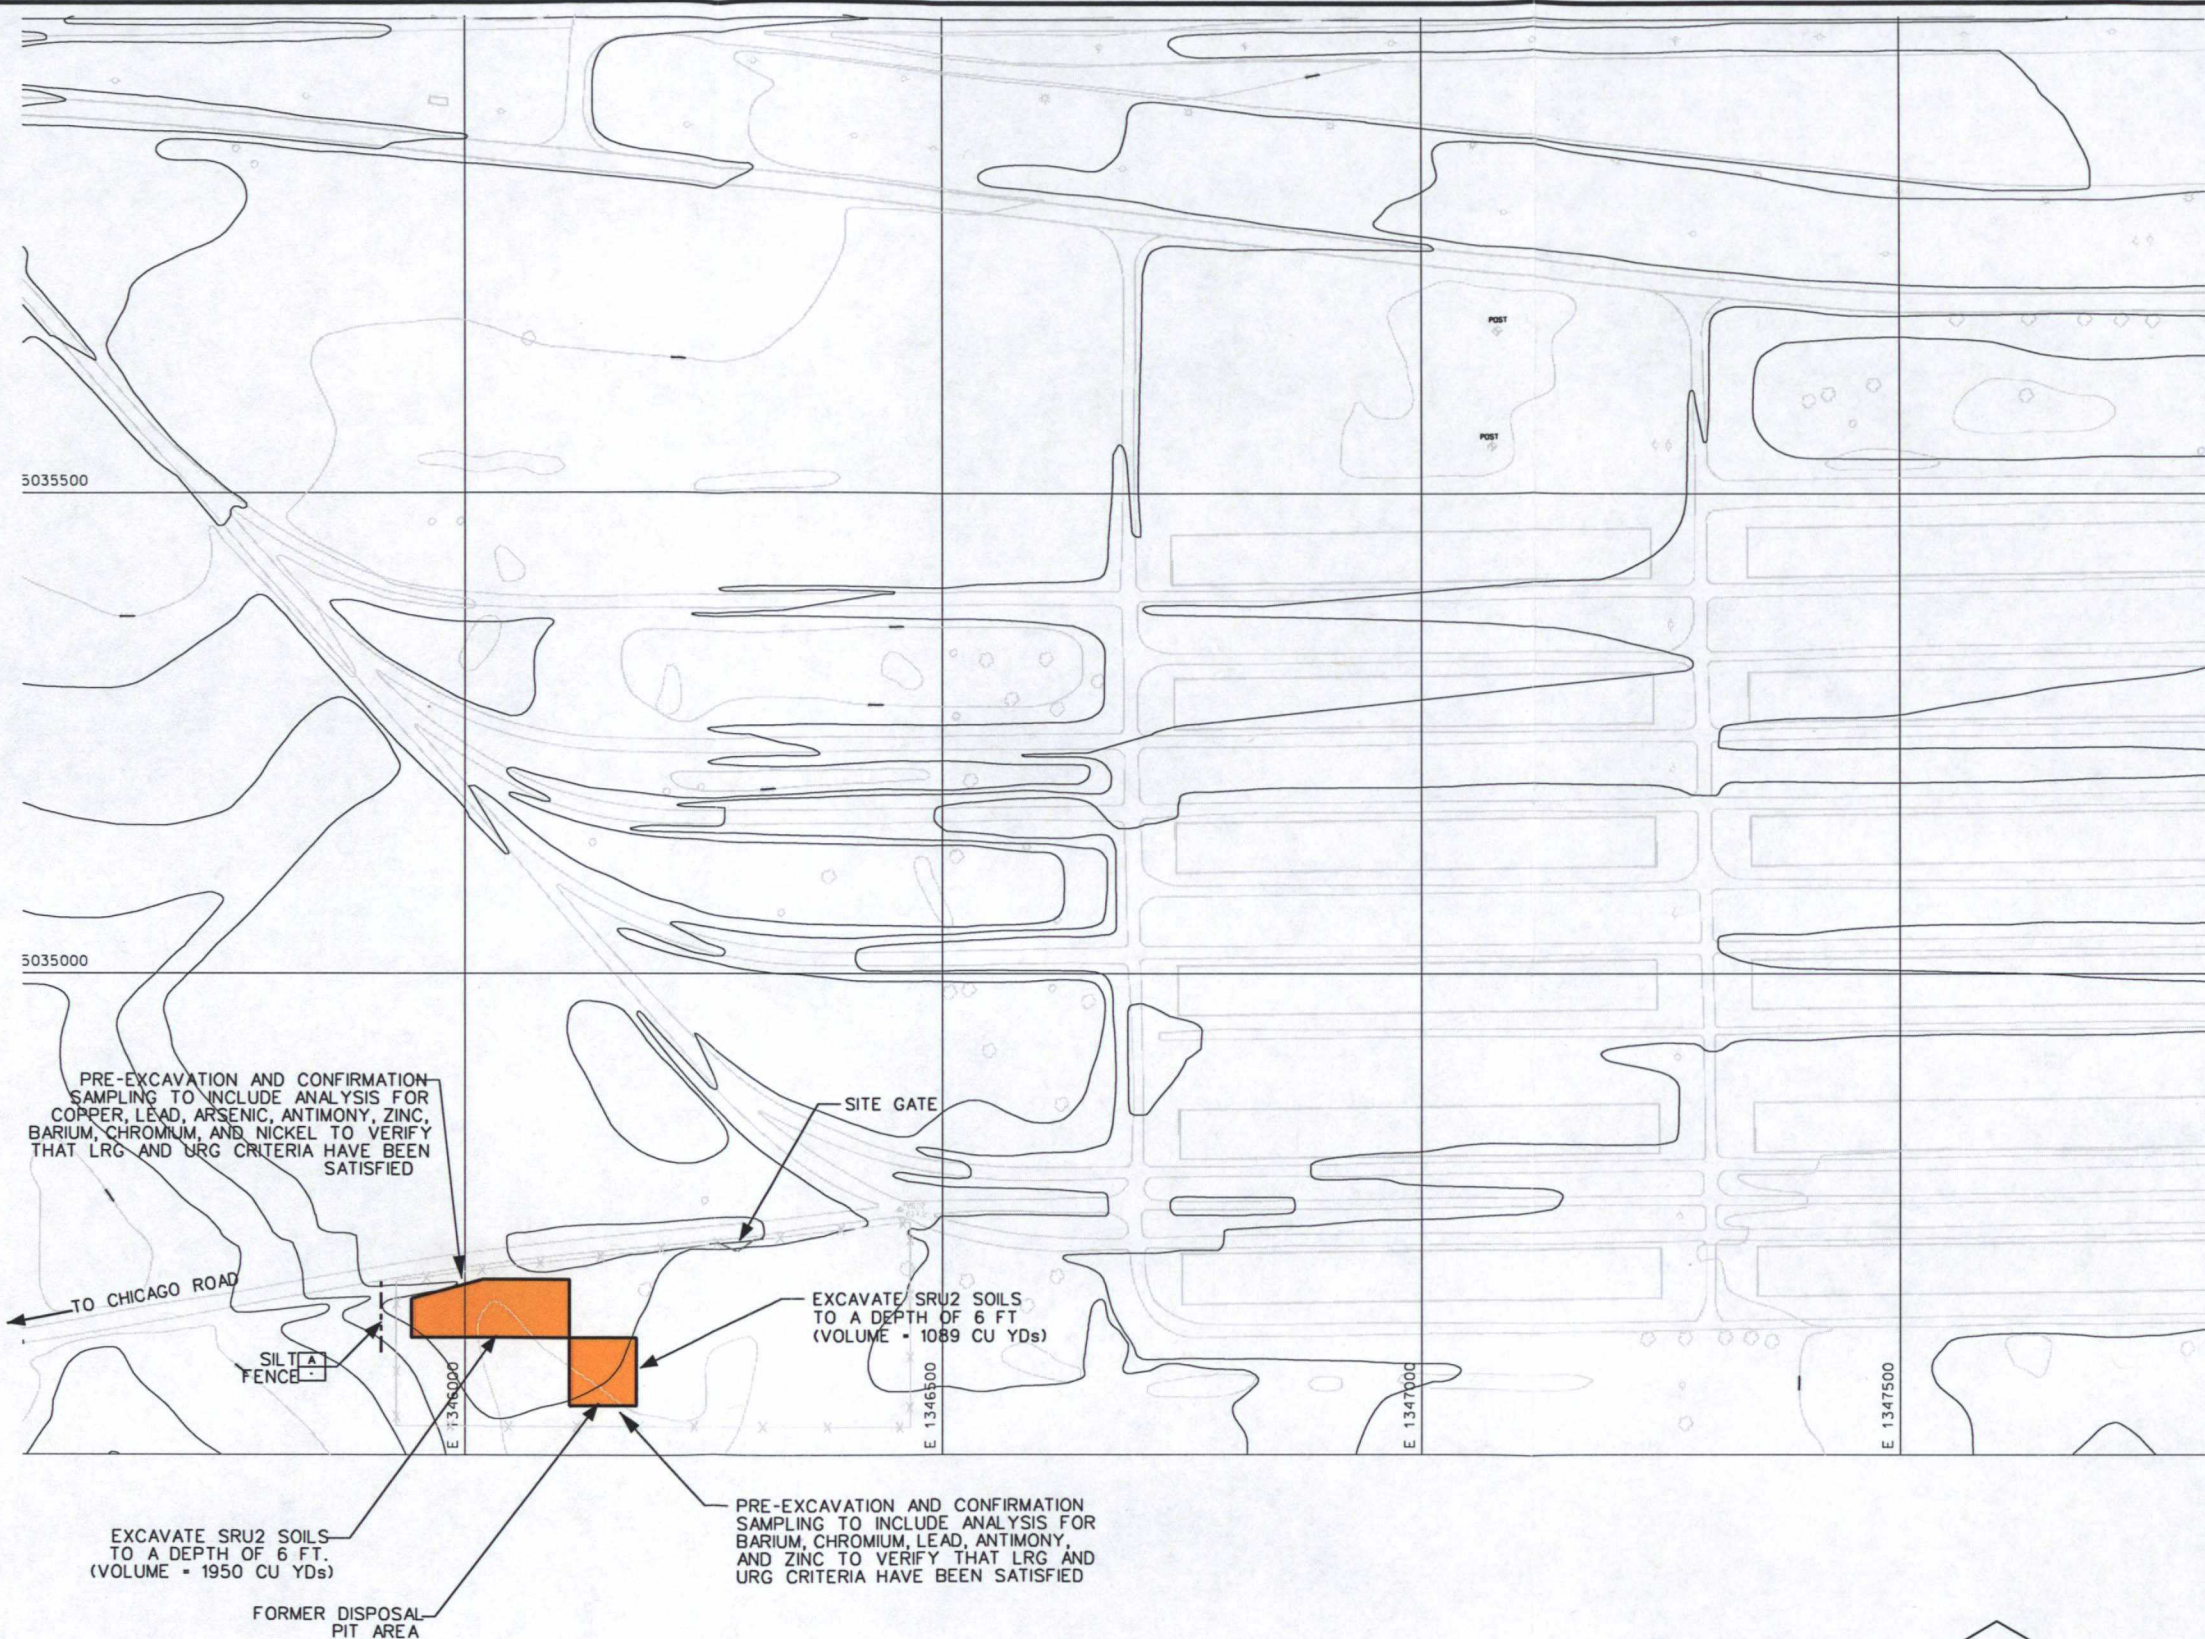 POST
POST
5035500
5035000
PRE-EXCAVATION AND CONFIRMATION
SAMPLING TO INCLUDE ANALYSIS FOR
COPPER, LEAD, ARSENIC, ANTIMONY, ZINC,
BARIUM, CHROMIUM, AND NICKEL TO VERIFY
THAT LRG AND URG CRITERIA HAVE BEEN
SATISFIED
SITE GATE
TO CHICAGO ROAD
EXCAVATE SRU2 SOILS
TO A DEPTH OF 6 FT
(VOLUME = 1089 CU YDs)
SILT A
FENCE -
E 1346000
E 1346500
E 1347000
E 1347500
PRE-EXCAVATION AND CONFIRMATION
SAMPLING TO INCLUDE ANALYSIS FOR
BARIUM, CHROMIUM, LEAD, ANTIMONY,
AND ZINC TO VERIFY THAT LRG AND
URG CRITERIA HAVE BEEN SATISFIED
EXCAVATE SRU2 SOILS
TO A DEPTH OF 6 FT.
(VOLUME = 1950 CU YDs)
FORMER DISPOSAL
PIT AREA